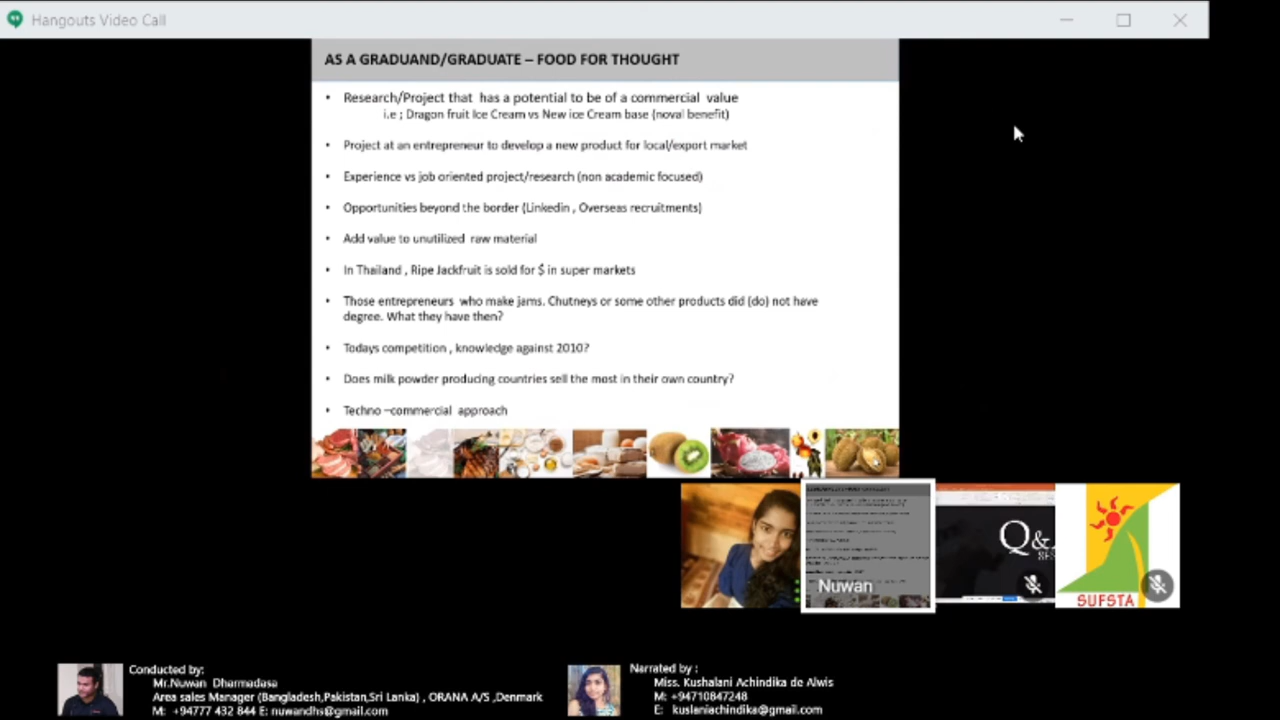 Hangouts Video Call
AS A GRADUAND/GRADUATE – FOOD FOR THOUGHT
• Research/Project that has a potential to be of a commercial value
i.e ; Dragon fruit Ice Cream vs New ice Cream base (noval benefit)
• Project at an entrepreneur to develop a new product for local/export market
• Experience vs job oriented project/research (non academic focused)
• Opportunities beyond the border (Linkedin , Overseas recruitments)
• Add value to unutilized raw material
• In Thailand , Ripe Jackfruit is sold for $ in super markets
• Those entrepreneurs who make jams. Chutneys or some other products did (do) not have
degree. What they have then?
• Todays competition , knowledge against 2010?
• Does milk powder producing countries sell the most in their own country?
• Techno –commercial approach
Nuwan
Q&
SUFSTA
Conducted by:
Mr.Nuwan Dharmadasa
Area sales Manager (Bangladesh,Pakistan,Sri Lanka) , ORANA A/S ,Denmark
M: +94777 432 844 E: nuwandhs@gmail.com
Narrated by :
Miss. Kushalani Achindika de Alwis
M: +94710847248
E: kuslaniachindika@gmail.com